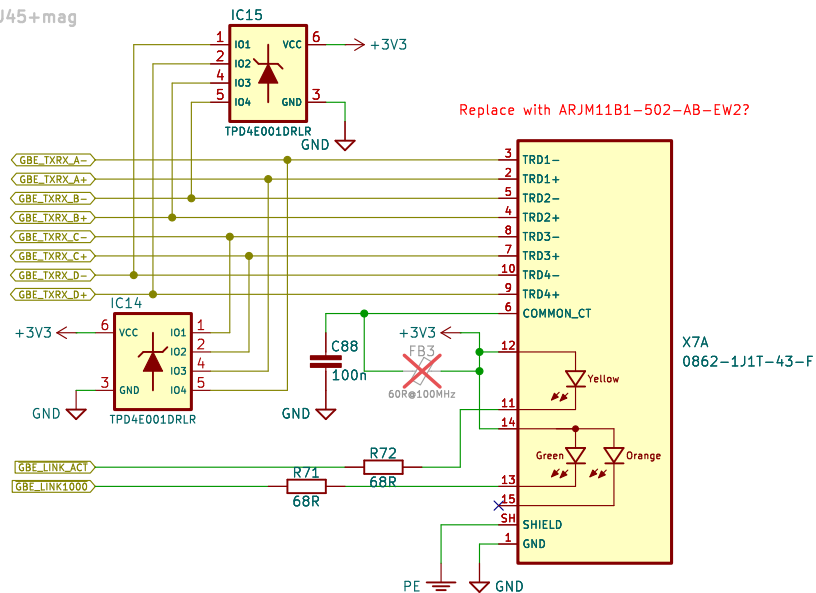 J45+mag
IC15
1 IO1 VCC 6 +3V3
2 IO2
4 IO3
5 IO4 GND 3
TPD4E001DRLR
GND
Replace with ARJM11B1-502-AB-EW2?
GBE_TXRX_A- 3 TRD1-
GBE_TXRX_A+ 2 TRD1+
GBE_TXRX_B- 5 TRD2-
GBE_TXRX_B+ 4 TRD2+
GBE_TXRX_C- 8 TRD3-
GBE_TXRX_C+ 7 TRD3+
GBE_TXRX_D- 10 TRD4-
GBE_TXRX_D+ 9 TRD4+
IC14
6 COMMON_CT
+3V3 6 VCC IO1 1
IO2 2
IO3 4
3 GND IO4 5
GND
TPD4E001DRLR
C88
100n
GND
+3V3
FB3
60R@100MHz
X7A
0862-1J1T-43-F
12
Yellow
11
14
Green
Orange
GBE_LINK_ACT R72
68R
GBE_LINK1000 R71
68R
13
15
SH SHIELD
1 GND
PE
GND